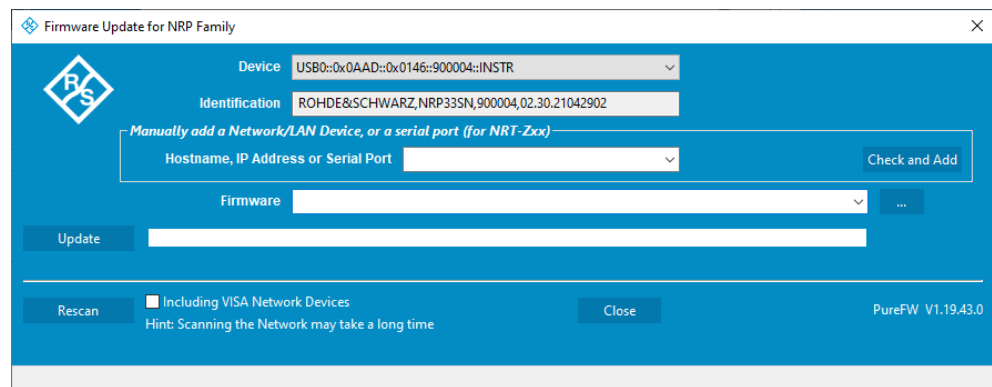 Firmware Update for NRP Family
R
S
Device
USB0::0x0AAD::0x0146::900004::INSTR
Identification
ROHDE&SCHWARZ,NRP33SN,900004,02.30.21042902
Manually add a Network/LAN Device, or a serial port (for NRT-Zxx)
Hostname, IP Address or Serial Port
Check and Add
Firmware
...
Update
Including VISA Network Devices
Rescan
Hint: Scanning the Network may take a long time
Close
PureFW V1.19.43.0